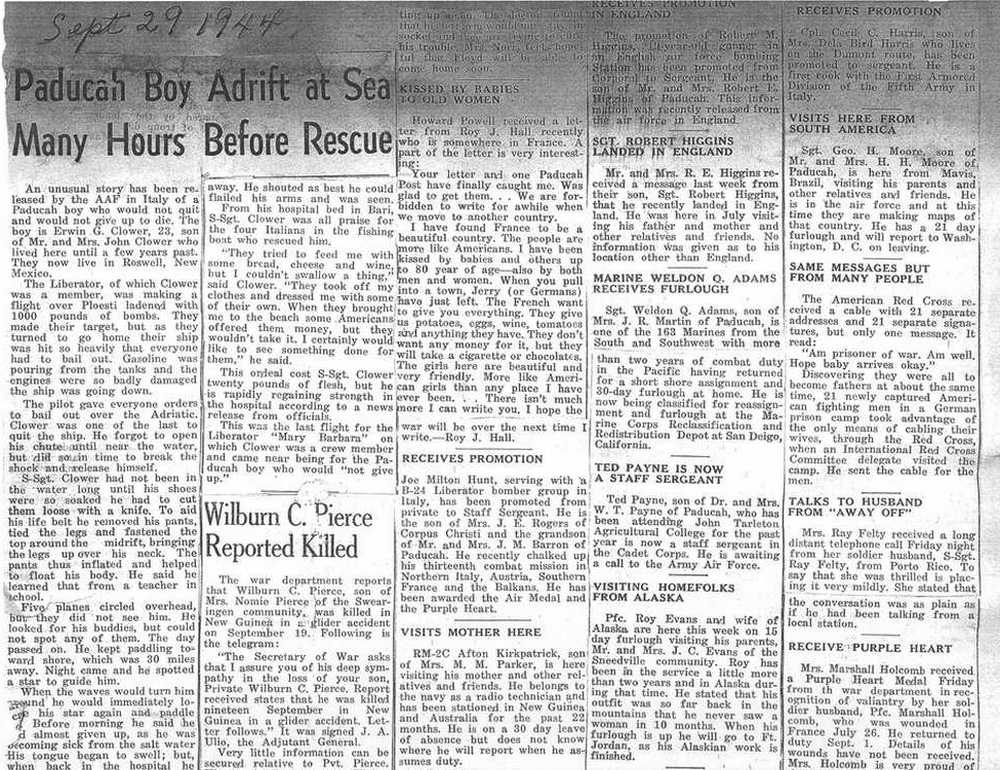 Sept 29 1944
Paducah Boy Adrift at Sea
Many Hours Before Rescue
An unusual story has been re-
leased by the AAF in Italy of a
Paducah boy who would not quit
and would not give up to die. The
boy is Erwin G. Clower, 23, son
of Mr. and Mrs. John Clower who
lived here until a few years past.
They now live in Roswell, New
Mexico.
The Liberator, of which Clower
was a member, was making a
flight over Ploesti ladened with
1000 pounds of bombs. They
made their target, but as they
turned to go home their ship
was hit so heavily that everyone
had to bail out. Gasoline was
pouring from the tanks and the
engines were so badly damaged
the ship was going down.
The pilot gave everyone orders
to bail out over the Adriatic.
Clower was one of the last to
quit the ship. He forgot to open
his chute until near the water,
but did so in time to break the
shock and release himself.
S-Sgt. Clower had not been in
the water long until his shoes
were so soaked he had to cut
them loose with a knife. To aid
his life belt he removed his pants,
tied the legs and fastened the
top around the midrift, bringing
the legs up over his neck. The
pants thus inflated and helped
to float his body. He said he
learned that from a teacher in
school.
Five planes circled overhead,
but they did not see him. He
looked for his buddies, but could
not spot any of them. The day
passed on. He kept paddling to-
ward shore, which was 30 miles
away. Night came and he spotted
a star to guide him.
When the waves would turn him
around he would immediately lo-
his star again and paddle
Before morning he said he
almost given up, as he was
becoming sick from the salt water
His tongue began to swell; but,
when back in the hospital he
away. He shouted as best he could
flailed his arms and was seen.
From his hospital bed in Bari,
S-Sgt. Clower was all praise for
the four Italians in the fishing
boat who rescued him.
"They tried to feed me with
some bread, cheese and wine,
but I couldn't swallow a thing,"
said Clower. "They took off my
clothes and dressed me with some
of their own. When they brought
me to the beach some Americans
offered them money, but they
wouldn't take it. I certainly would
like to see something done for
them," he said.
This ordeal cost S-Sgt. Clower
twenty pounds of flesh, but he
is rapidly regaining strength in
the hospital according to a news
release from officials.
This was the last flight for the
Liberator "Mary Barbara" on
which Clower was a crew member
and came near being for the Pa-
ducah boy who would "not give
up."
Wilburn C. Pierce
Reported Killed
The war department reports
that Wilburn C. Pierce, son of
Mrs. Nomie Pierce of the Swear-
ingen community, was killed in
New Guinea in a glider accident
on September 19. Following is
the telegram:
"The Secretary of War asks
that I assure you of his deep sym-
pathy in the loss of your son,
Private Wilburn C. Pierce. Report
received states that he was killed
nineteen September in New
Guinea in a glider accident. Let-
ter follows." It was signed J. A.
Ulio, the Adjutant General.
Very little information can be
secured relative to Pvt. Pierce.
his trouble. Mrs.
come home soon.
KISSED BY BABIES
TO OLD WOMEN
Howard Powell received a let-
ter from Roy J. Hall recently
who is somewhere in France. A
part of the letter is very interest-
ing:
Your letter and one Paducah
Post have finally caught me. Was
glad to get them. . . We are for-
bidden to write for awhile when
we move to another country.
I have found France to be a
beautiful country. The people are
more like Americans. I have been
kissed by babies and others up
to 80 year of age—also by both
men and women. When you pull
into a town, Jerry (or Germans)
have just left. The French want
to give you everything. They give
us potatoes, eggs, wine, tomatoes
and anything they have. They don't
want any money for it, but they
will take a cigarette or chocolates.
The girls here are beautiful and
very friendly. More like Ameri-
can girls than any place I have
ever been. . . There isn't much
more I can wriite you. I hope the
war will be over the next time I
write.—Roy J. Hall.
RECEIVES PROMOTION
Joe Milton Hunt, serving with a
B-24 Liberator bomber group in
Italy, has been promoted from
private to Staff Sergeant. He is
the son of Mrs. J. E. Rogers of
Corpus Christi and the grandson
of Mr. and Mrs. J. M. Barron of
Paducah. He recently chalked up
his thirteenth combat mission in
Northern Italy, Austria, Southern
France and the Balkans. He has
been awarded the Air Medal and
the Purple Heart.
VISITS MOTHER HERE
RM-2C Afton Kirkpatrick, son
of Mrs. M. M. Parker, is here
visiting his mother and other rel-
atives and friends. He belongs to
the navy as a radio technician and
has been stationed in New Guinea
and Australia for the past 22
months. He is on a 30 day leave
of absence but does not know
where he will report when he as-
sumes duty.
RECEIVES PROMOTION
IN ENGLAND
The promotion of Robert M.
Higgins, 21-year-old gunner in
an English air force bombing
Station has been promoted from
Corporal to Sergeant. He is the
son of Mr. and Mrs. Robert E.
Higgins of Paducah. This infor-
mation was recently released from
the air force in England.
SGT. ROBERT HIGGINS
LANDED IN ENGLAND
Mr. and Mrs. R. E. Higgins re-
ceived a message last week from
their son, Sgt. Robert Higgins,
that he recently landed in Eng-
land. He was here in July visit-
ing his father and mother and
other relatives and friends. No
information was given as to his
location other than England.
MARINE WELDON Q. ADAMS
RECEIVES FURLOUGH
Sgt. Weldon Q. Adams, son of
Mrs. J. R. Martin of Paducah, is
one of the 163 Marines from the
South and Southwest with more
than two years of combat duty
in the Pacific having returned
for a short shore assignment and
30-day furlough at home. He is
now being classified for reassign-
ment and furlough at the Ma-
rine Corps Reclassification and
Redistribution Depot at San Deigo,
California.
TED PAYNE IS NOW
A STAFF SERGEANT
Ted Payne, son of Dr. and Mrs.
W. T. Payne of Paducah, who has
been attending John Tarleton
Agricultural College for the past
year is now a staff sergeant in
the Cadet Corps. He is awaiting
a call to the Army Air Force.
VISITING HOMEFOLKS
FROM ALASKA
Pfc. Roy Evans and wife of
Alaska are here this week on 15
day furlough visiting his parents,
Mr. and Mrs. J. C. Evans of the
Sneedville community. Roy has
been in the service a little more
than two years and in Alaska dur-
ing that time. He stated that his
outfit was so far back in the
mountains that he never saw a
woman in 10 months. When his
furlough is up he will go to Ft.
Jordan, as his Alaskian work is
finished.
RECEIVES PROMOTION
Cpl. Cecil C. Harris, son of
Mrs. Dela Bird Harris who lives
on the Dumont route, has been
promoted to sergeant. He is a
first cook with the First Armored
Division of the Fifth Army in
Italy.
VISITS HERE FROM
SOUTH AMERICA
Sgt. Geo. H. Moore, son of
Mr. and Mrs. H. H. Moore of
Paducah, is here from Mavis,
Brazil, visiting his parents and
other relatives and friends. He
is in the air force and at this
time they are making maps of
that country. He has a 21 day
furlough and will report to Wash-
ington, D. C. on leaving.
SAME MESSAGES BUT
FROM MANY PEOPLE
The American Red Cross re-
ceived a cable with 21 separate
addresses and 21 separate signa-
tures, but only one message. It
read:
"Am prisoner of war. Am well.
Hope baby arrives okay."
Discovering they were all to
become fathers at about the same
time, 21 newly captured Amer-
ican fighting men in a German
prison camp took advantage of
the only means of cabling their
wives, through the Red Cross,
when an International Red Cross
Committee delegate visited the
camp. He sent the cable for the
men.
TALKS TO HUSBAND
FROM "AWAY OFF"
Mrs. Ray Felty received a long
distant telephone call Friday night
from her soldier husband, S-Sgt.
Ray Felty, from Porto Rico. To
say that she was thrilled is plac-
ing it very mildly. She stated that
the conversation was as plain as
if he had been talking from a
local station.
RECEIVE PURPLE HEART
Mrs. Marshall Holcomb received
a Purple Heart Medal Friday
from th war department in rec-
ognition of valiantry by her sol-
dier husband, Pfc. Marshall Hol-
comb, who was wounded in
France July 26. He returned to
duty Sept. 1. Details of his
wounds have not been received.
Mrs. Holcomb is very proud of